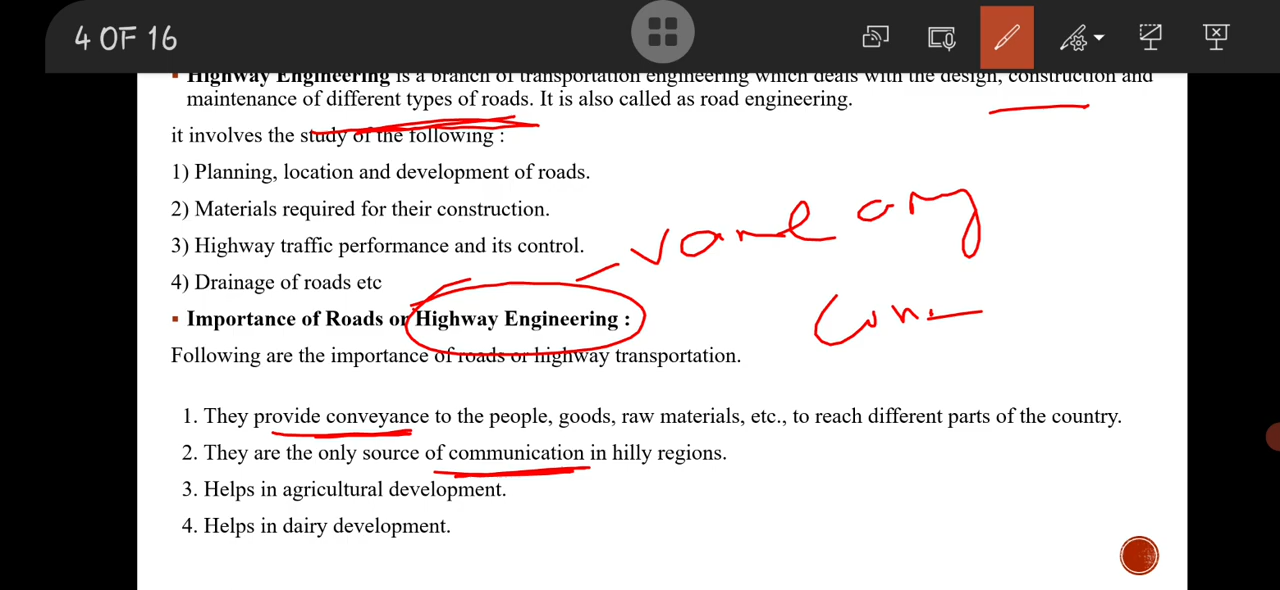 4 OF 16
▪ Highway Engineering is a branch of transportation engineering which deals with the design, construction and
maintenance of different types of roads. It is also called as road engineering.
it involves the study of the following :
1) Planning, location and development of roads.
2) Materials required for their construction.
3) Highway traffic performance and its control.
4) Drainage of roads etc
▪ Importance of Roads or Highway Engineering :
Following are the importance of roads or highway transportation.
1. They provide conveyance to the people, goods, raw materials, etc., to reach different parts of the country.
2. They are the only source of communication in hilly regions.
3. Helps in agricultural development.
4. Helps in dairy development.